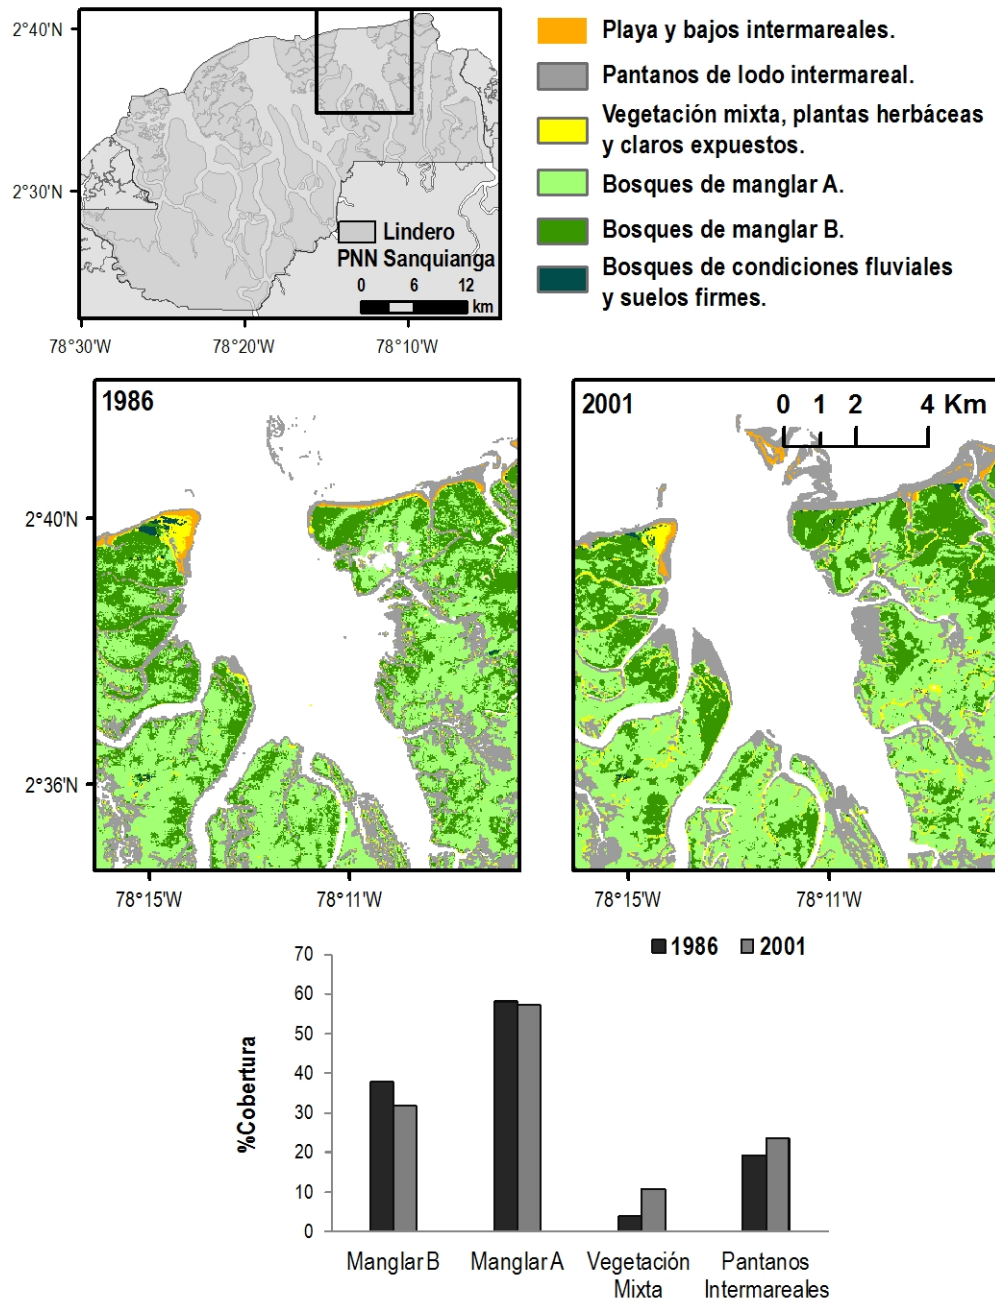 2°40'N
2°30'N
78°30'W
78°20'W
78°10'W
Lindero
PNN Sanquianga
0 6 12
km
Playa y bajos intermareales.
Pantanos de lodo intermareal.
Vegetación mixta, plantas herbáceas
y claros expuestos.
Bosques de manglar A.
Bosques de manglar B.
Bosques de condiciones fluviales
y suelos firmes.
1986
2°40'N
2°36'N
78°15'W
78°11'W
2001
0 1 2 4 Km
78°15'W
78°11'W
1986 2001
%Cobertura
70
60
50
40
30
20
10
0
Manglar B
Manglar A
Vegetación
Mixta
Pantanos
Intermareales